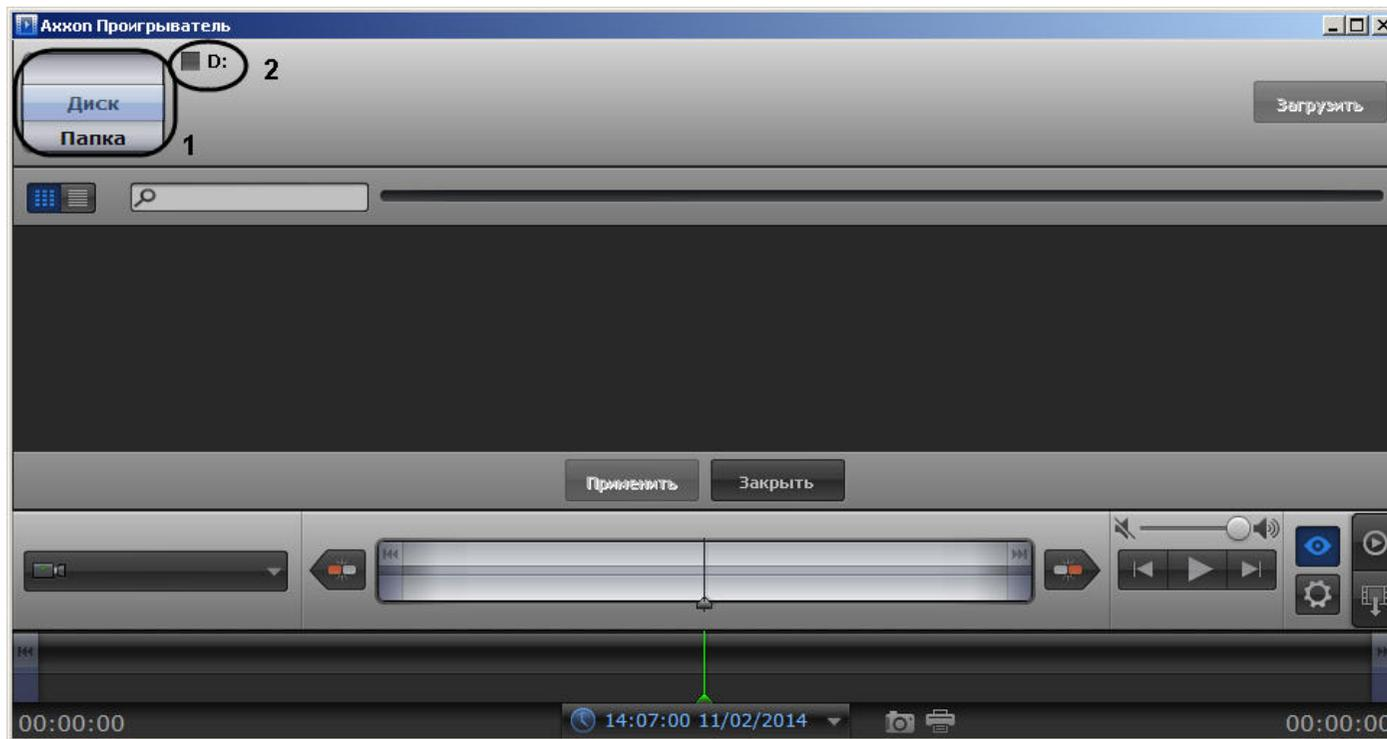 Axxon Проигрыватель
D:
2
Диск
Загрузить
Папка
1
Применить
Закрыть
00:00:00
14:07:00 11/02/2014
00:00:00